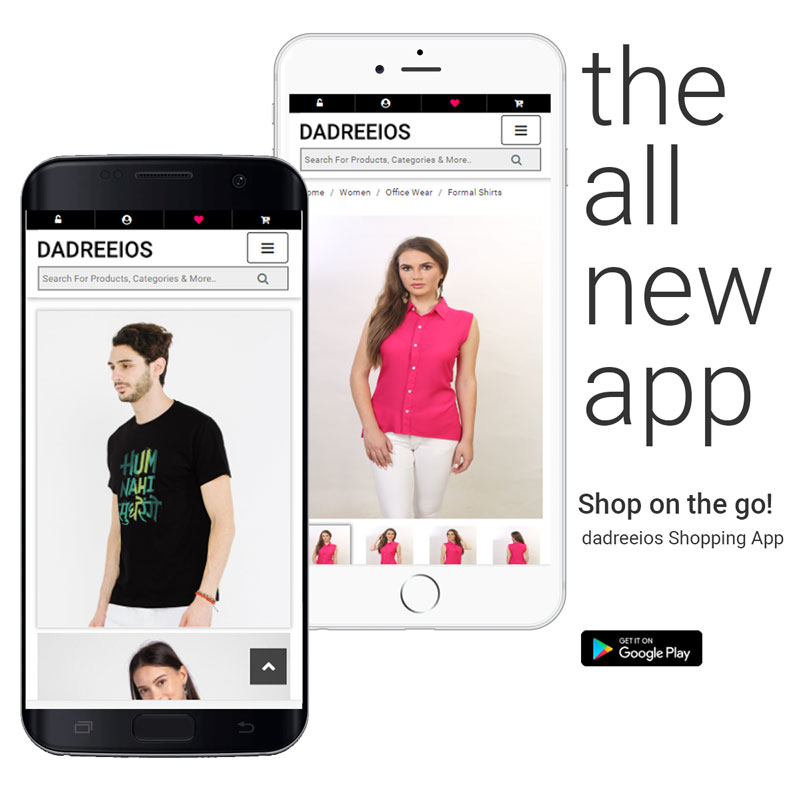 the
all
new
app
Shop on the go!
dadreeios Shopping App
GET IT ON
Google Play
DADREEIOS
Search For Products, Categories & More..
ome / Women / Office Wear / Formal Shirts
DADREEIOS
Search For Products, Categories & More..
HUM
NAHI
सुधरेंगे